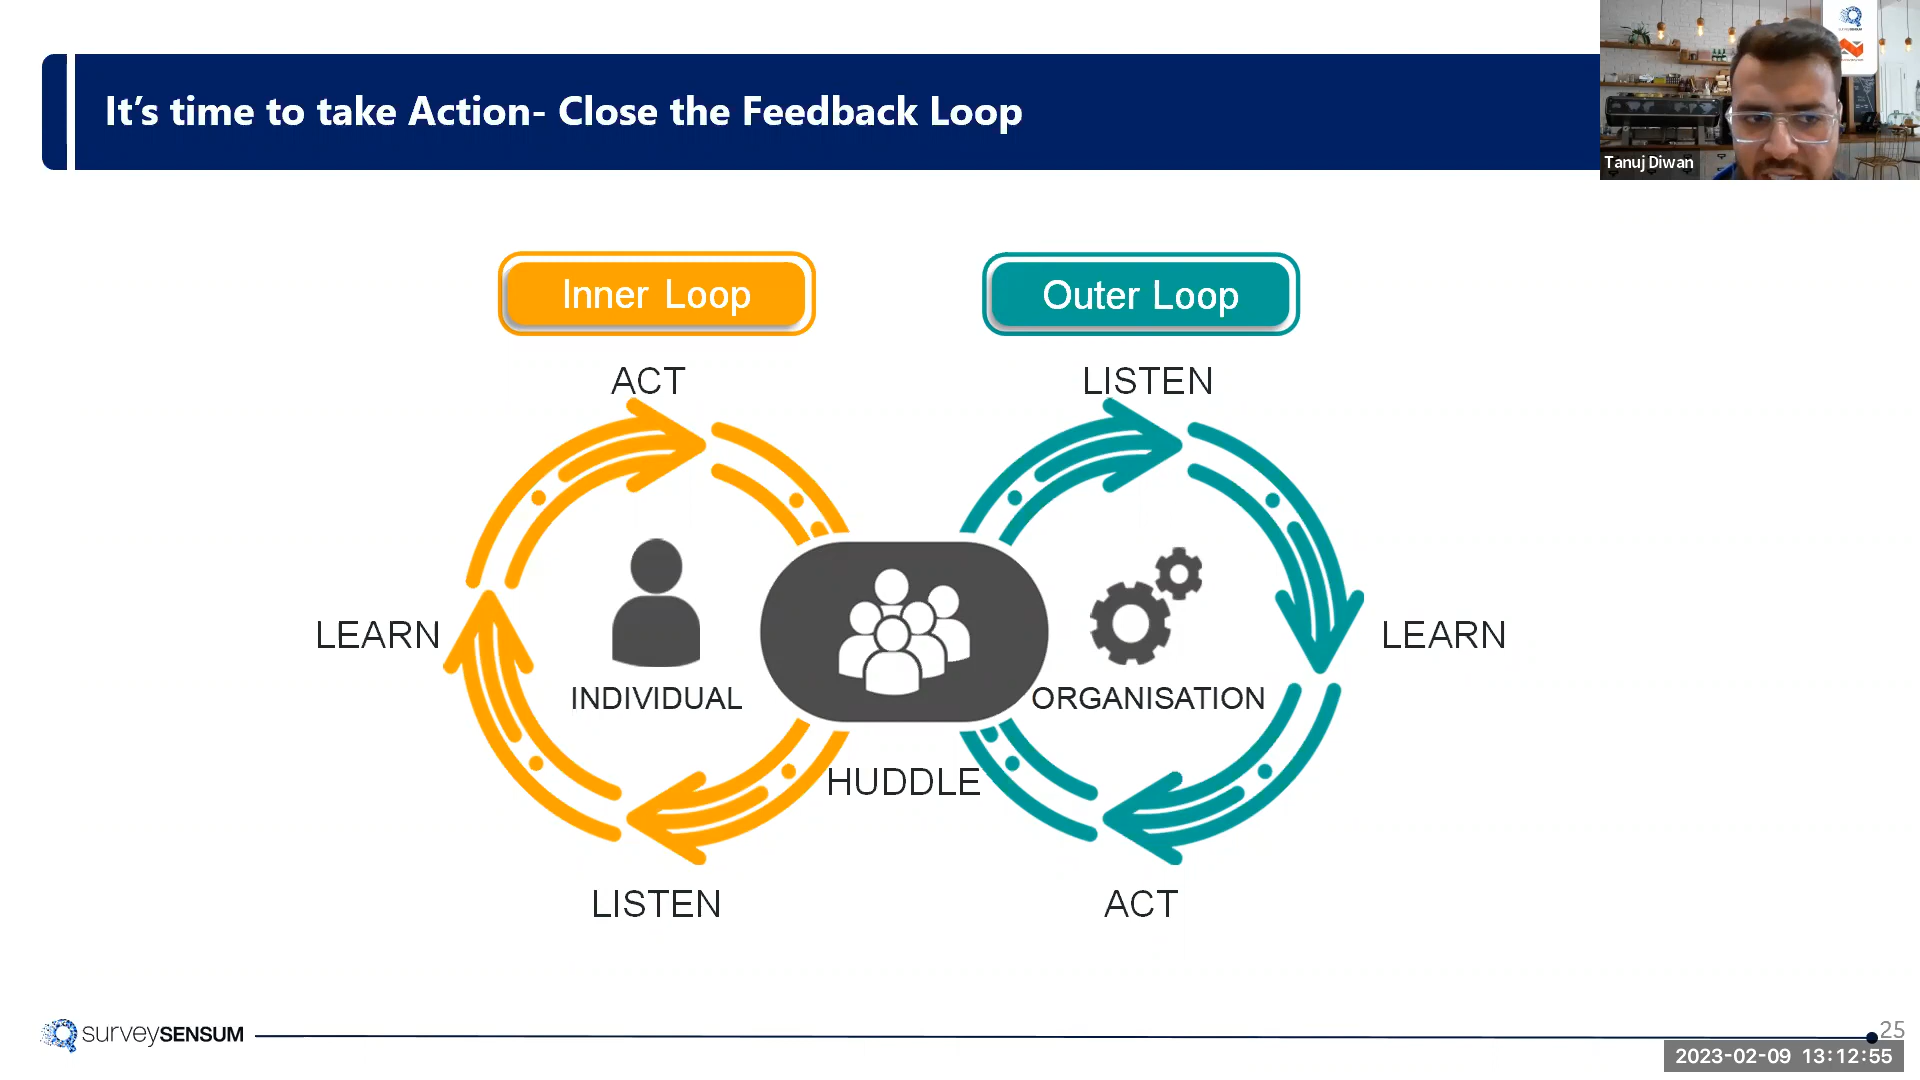 It's time to take Action- Close the Feedback Loop
Tanuj Diwan
Inner Loop
Outer Loop
ACT
LISTEN
LEARN
LEARN
INDIVIDUAL
ORGANISATION
HUDDLE
LISTEN
ACT
surveySENSUM
25
2023-02-09 13:12:55